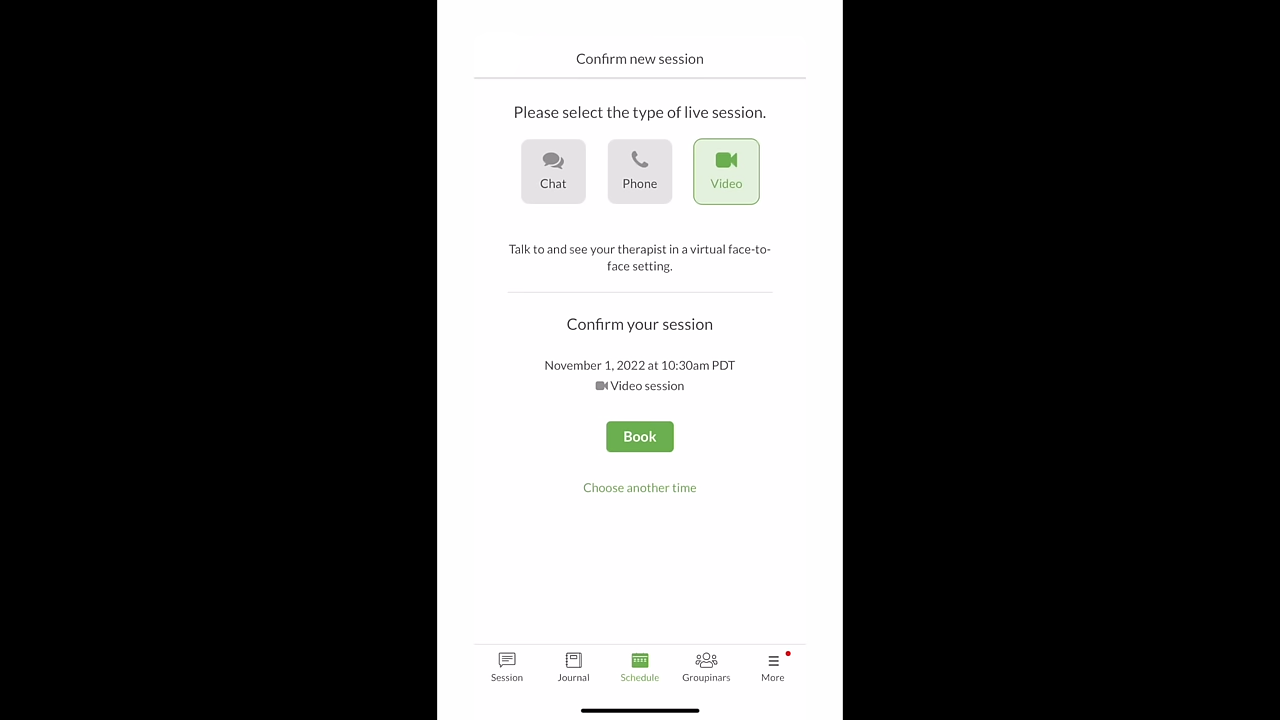 Confirm new session
Please select the type of live session.
Chat
Phone
Video
Talk to and see your therapist in a virtual face-to-
face setting.
Confirm your session
November 1, 2022 at 10:30am PDT
Video session
Book
Choose another time
Session
Journal
Schedule
Groupinars
More